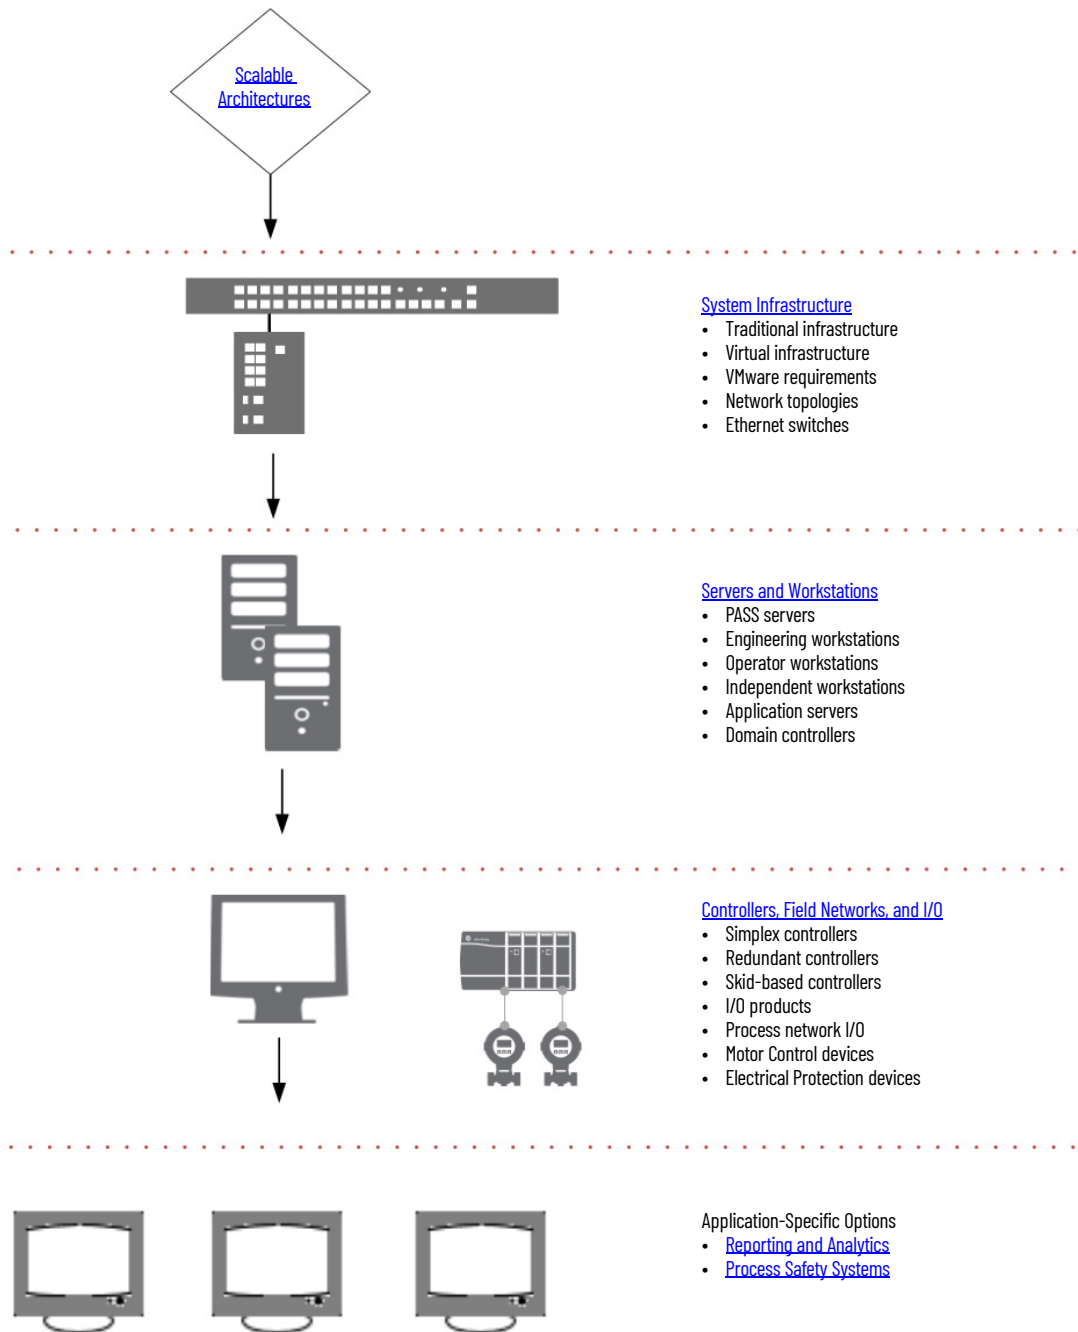 Scalable
Architectures
System Infrastructure
• Traditional infrastructure
• Virtual infrastructure
• VMware requirements
• Network topologies
• Ethernet switches
Servers and Workstations
• PASS servers
• Engineering workstations
• Operator workstations
• Independent workstations
• Application servers
• Domain controllers
Controllers, Field Networks, and I/O
• Simplex controllers
• Redundant controllers
• Skid-based controllers
• I/O products
• Process network I/O
• Motor Control devices
• Electrical Protection devices
Application-Specific Options
• Reporting and Analytics
• Process Safety Systems